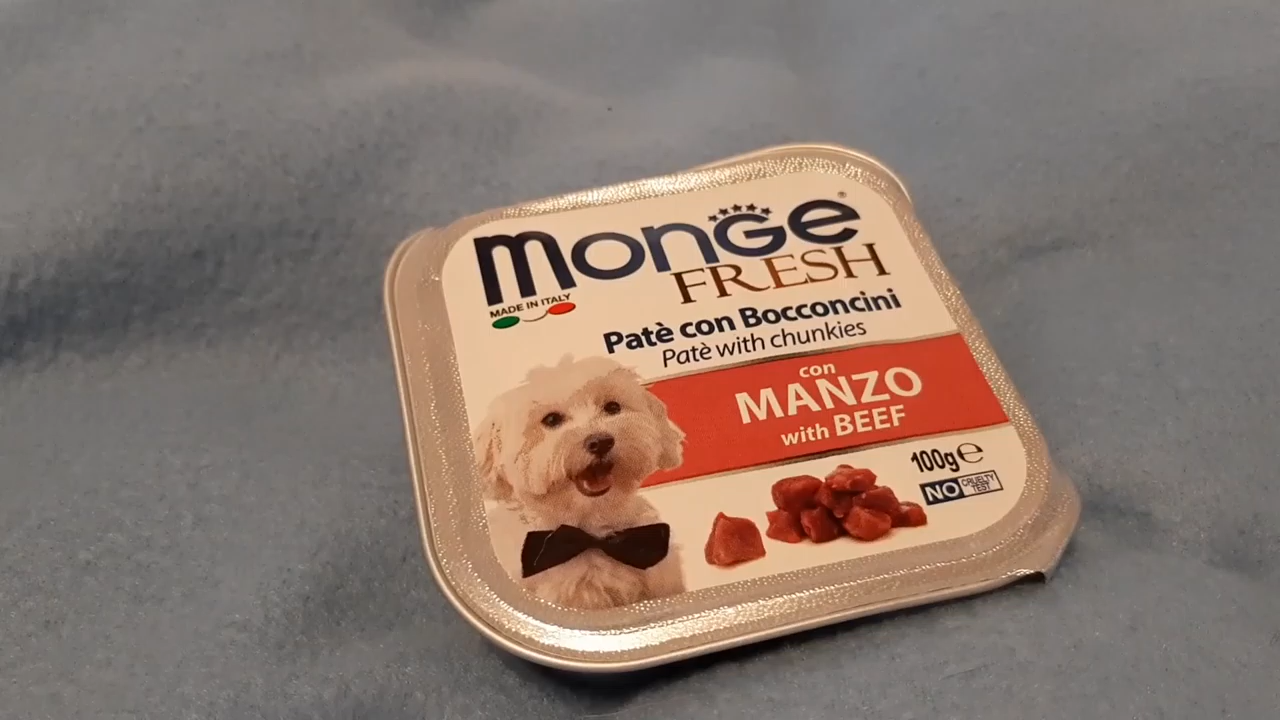 monGe®
FRESH
MADE IN ITALY
Patè con Bocconcini
Patè with chunkies
con
MANZO
with BEEF
100g℮
NO CRUELTY
TEST